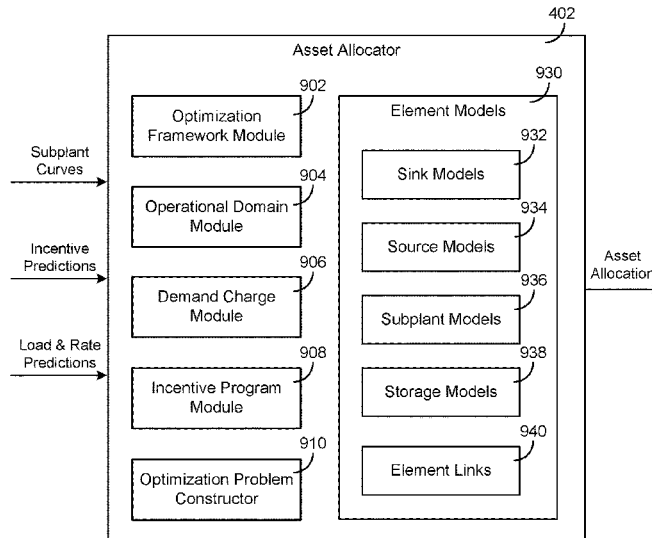 402
Asset Allocator
902
Optimization
Framework Module
904
Operational Domain
Module
906
Demand Charge
Module
908
Incentive Program
Module
910
Optimization Problem
Constructor
930
Element Models
932
Sink Models
934
Source Models
936
Subplant Models
938
Storage Models
940
Element Links
Subplant
Curves
Incentive
Predictions
Load & Rate
Predictions
Asset
Allocation